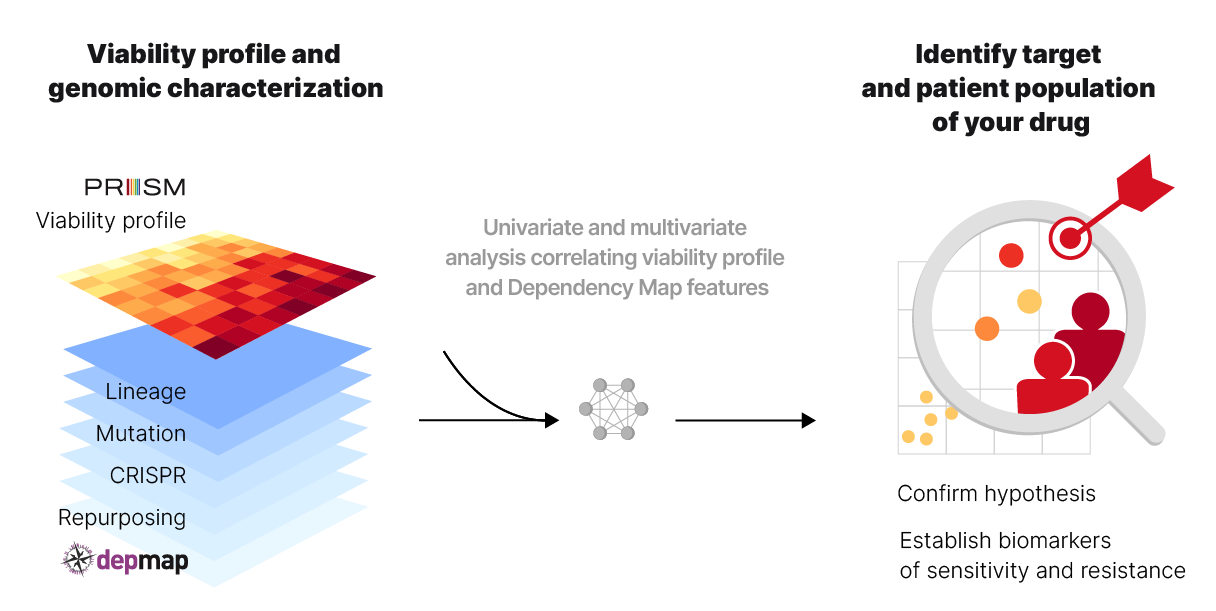 Viability profile and
genomic characterization
PRISM
Viability profile
Lineage
Mutation
CRISPR
Repurposing
depmap
Univariate and multivariate
analysis correlating viability profile
and Dependency Map features
Identify target
and patient population
of your drug
Confirm hypothesis
Establish biomarkers
of sensitivity and resistance